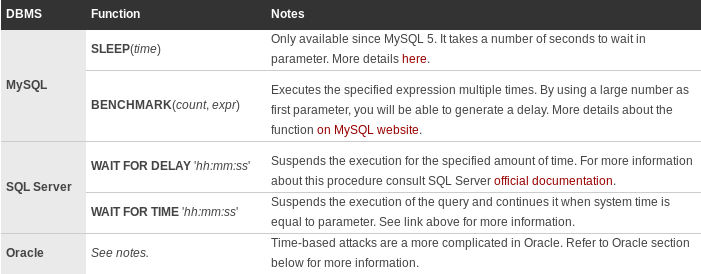 DBMS Function Notes
SLEEP(time) Only available since MySQL 5. It takes a number of seconds to wait in
parameter. More details here.
MySQL
BENCHMARK(count, expr) Executes the specified expression multiple times. By using a large number as
first parameter, you will be able to generate a delay. More details about the
function on MySQL website.
SQL Server
WAIT FOR DELAY 'hh:mm:ss' Suspends the execution for the specified amount of time. For more information
about this procedure consult SQL Server official documentation.
WAIT FOR TIME 'hh:mm:ss' Suspends the execution of the query and continues it when system time is
equal to parameter. See link above for more information.
Oracle See notes. Time-based attacks are a more complicated in Oracle. Refer to Oracle section
below for more information.